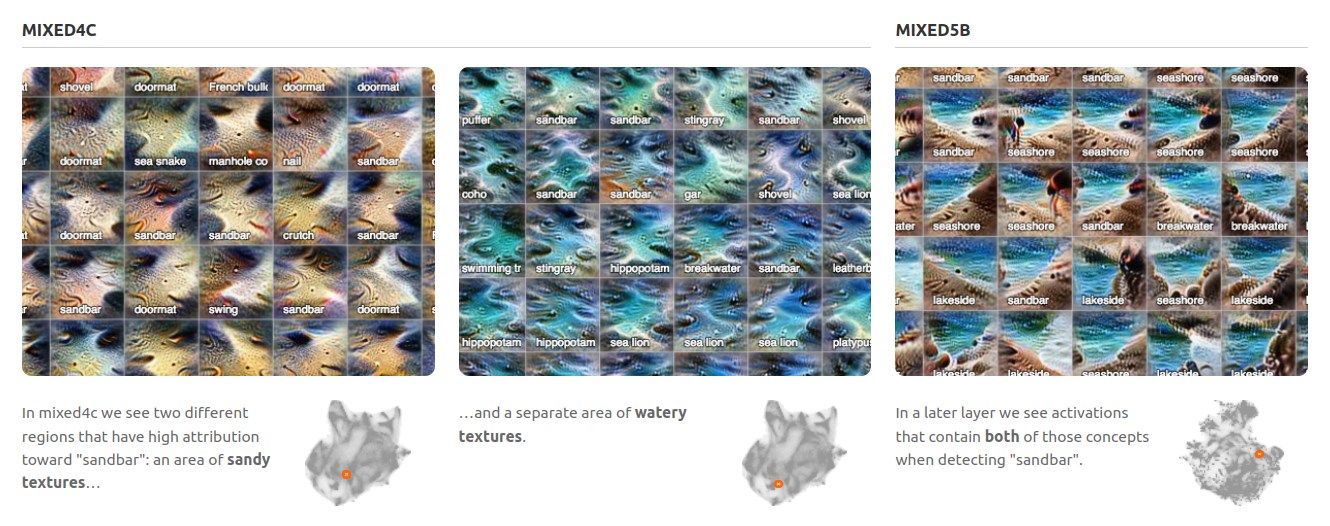 MIXED4C
MIXED5B
shovel doormat French bulk doormat doormat
doormat sea snake manhole co nail sandbar
doormat sandbar sandbar crutch sandbar
sandbar doormat swing sandbar doormat
puffer sandbar sandbar stingray sandbar shovel
coho sandbar sandbar gar shovel sea lion
swimming tr stingray hippopotam breakwater sandbar leatherb
hippopotam hippopotam sea lion sea lion sea lion platypus
sandbar sandbar sandbar seashore seashore
sandbar seashore seashore seashore seashore
ater seashore seashore sandbar breakwater breakwater
lakeside sandbar lakeside seashore lakeside
lakeside lakeside seashore lakeside lakeside
In mixed4c we see two different
regions that have high attribution
toward "sandbar": an area of sandy
textures…
…and a separate area of watery
textures.
In a later layer we see activations
that contain both of those concepts
when detecting "sandbar".